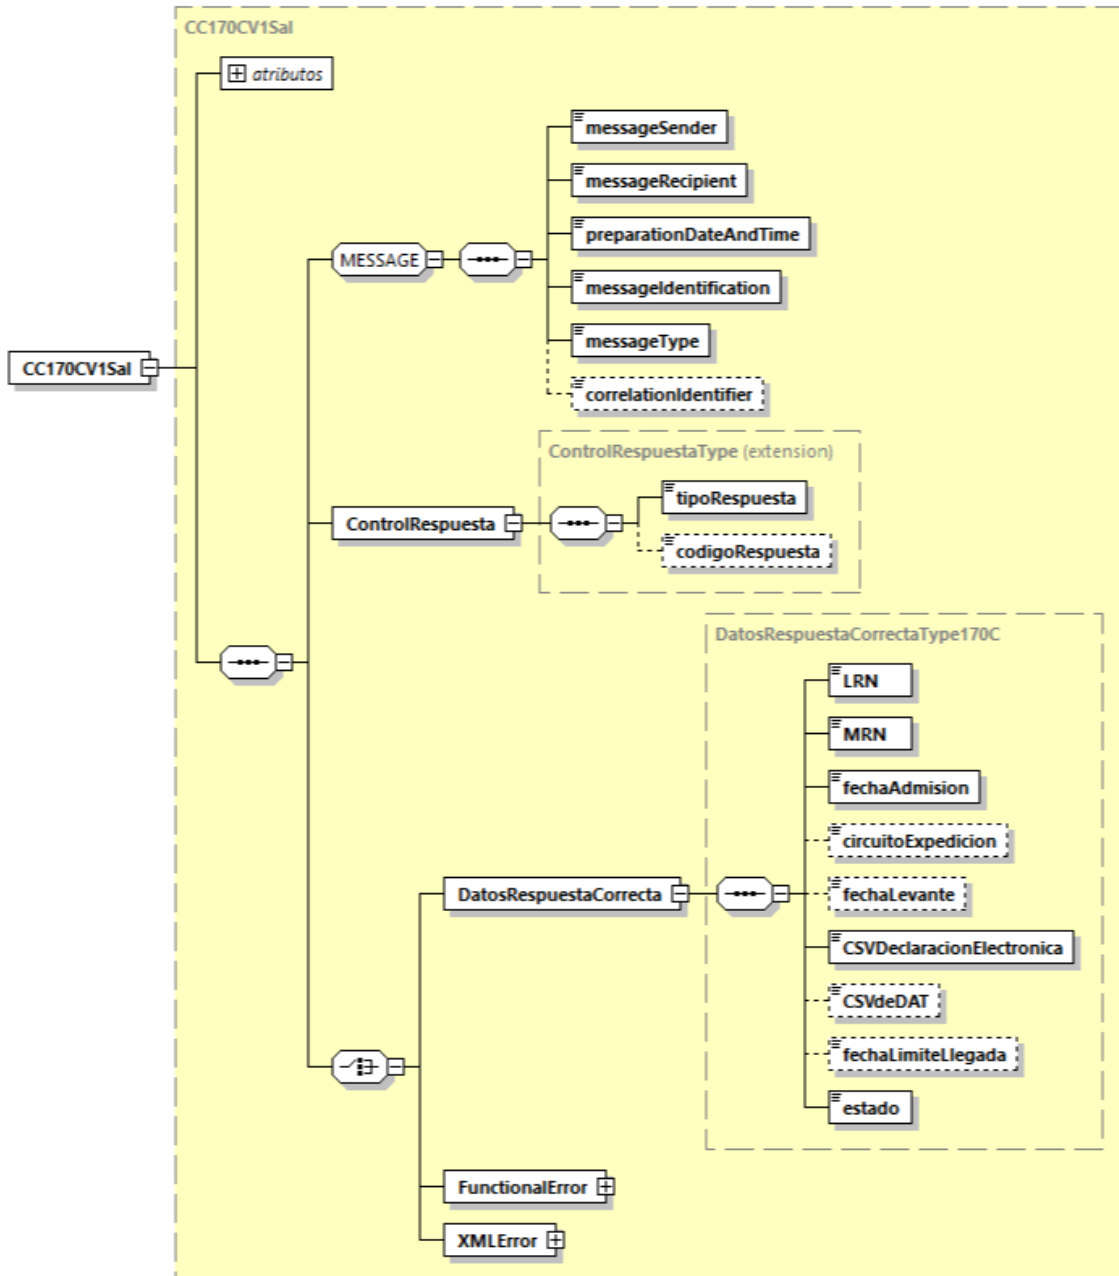 CC170CV1Sal
atributos
messageSender
messageRecipient
preparationDateAndTime
MESSAGE
messageIdentification
messageType
CC170CV1Sal
correlationIdentifier
ControlRespuestaType (extension)
tipoRespuesta
ControlRespuesta
codigoRespuesta
DatosRespuestaCorrectaType170C
LRN
MRN
fechaAdmision
circuitoExpedicion
DatosRespuestaCorrecta
fechaLevante
CSVDeclaracionElectronica
CSVdeDAT
fechaLimiteLlegada
estado
FunctionalError
XMLError